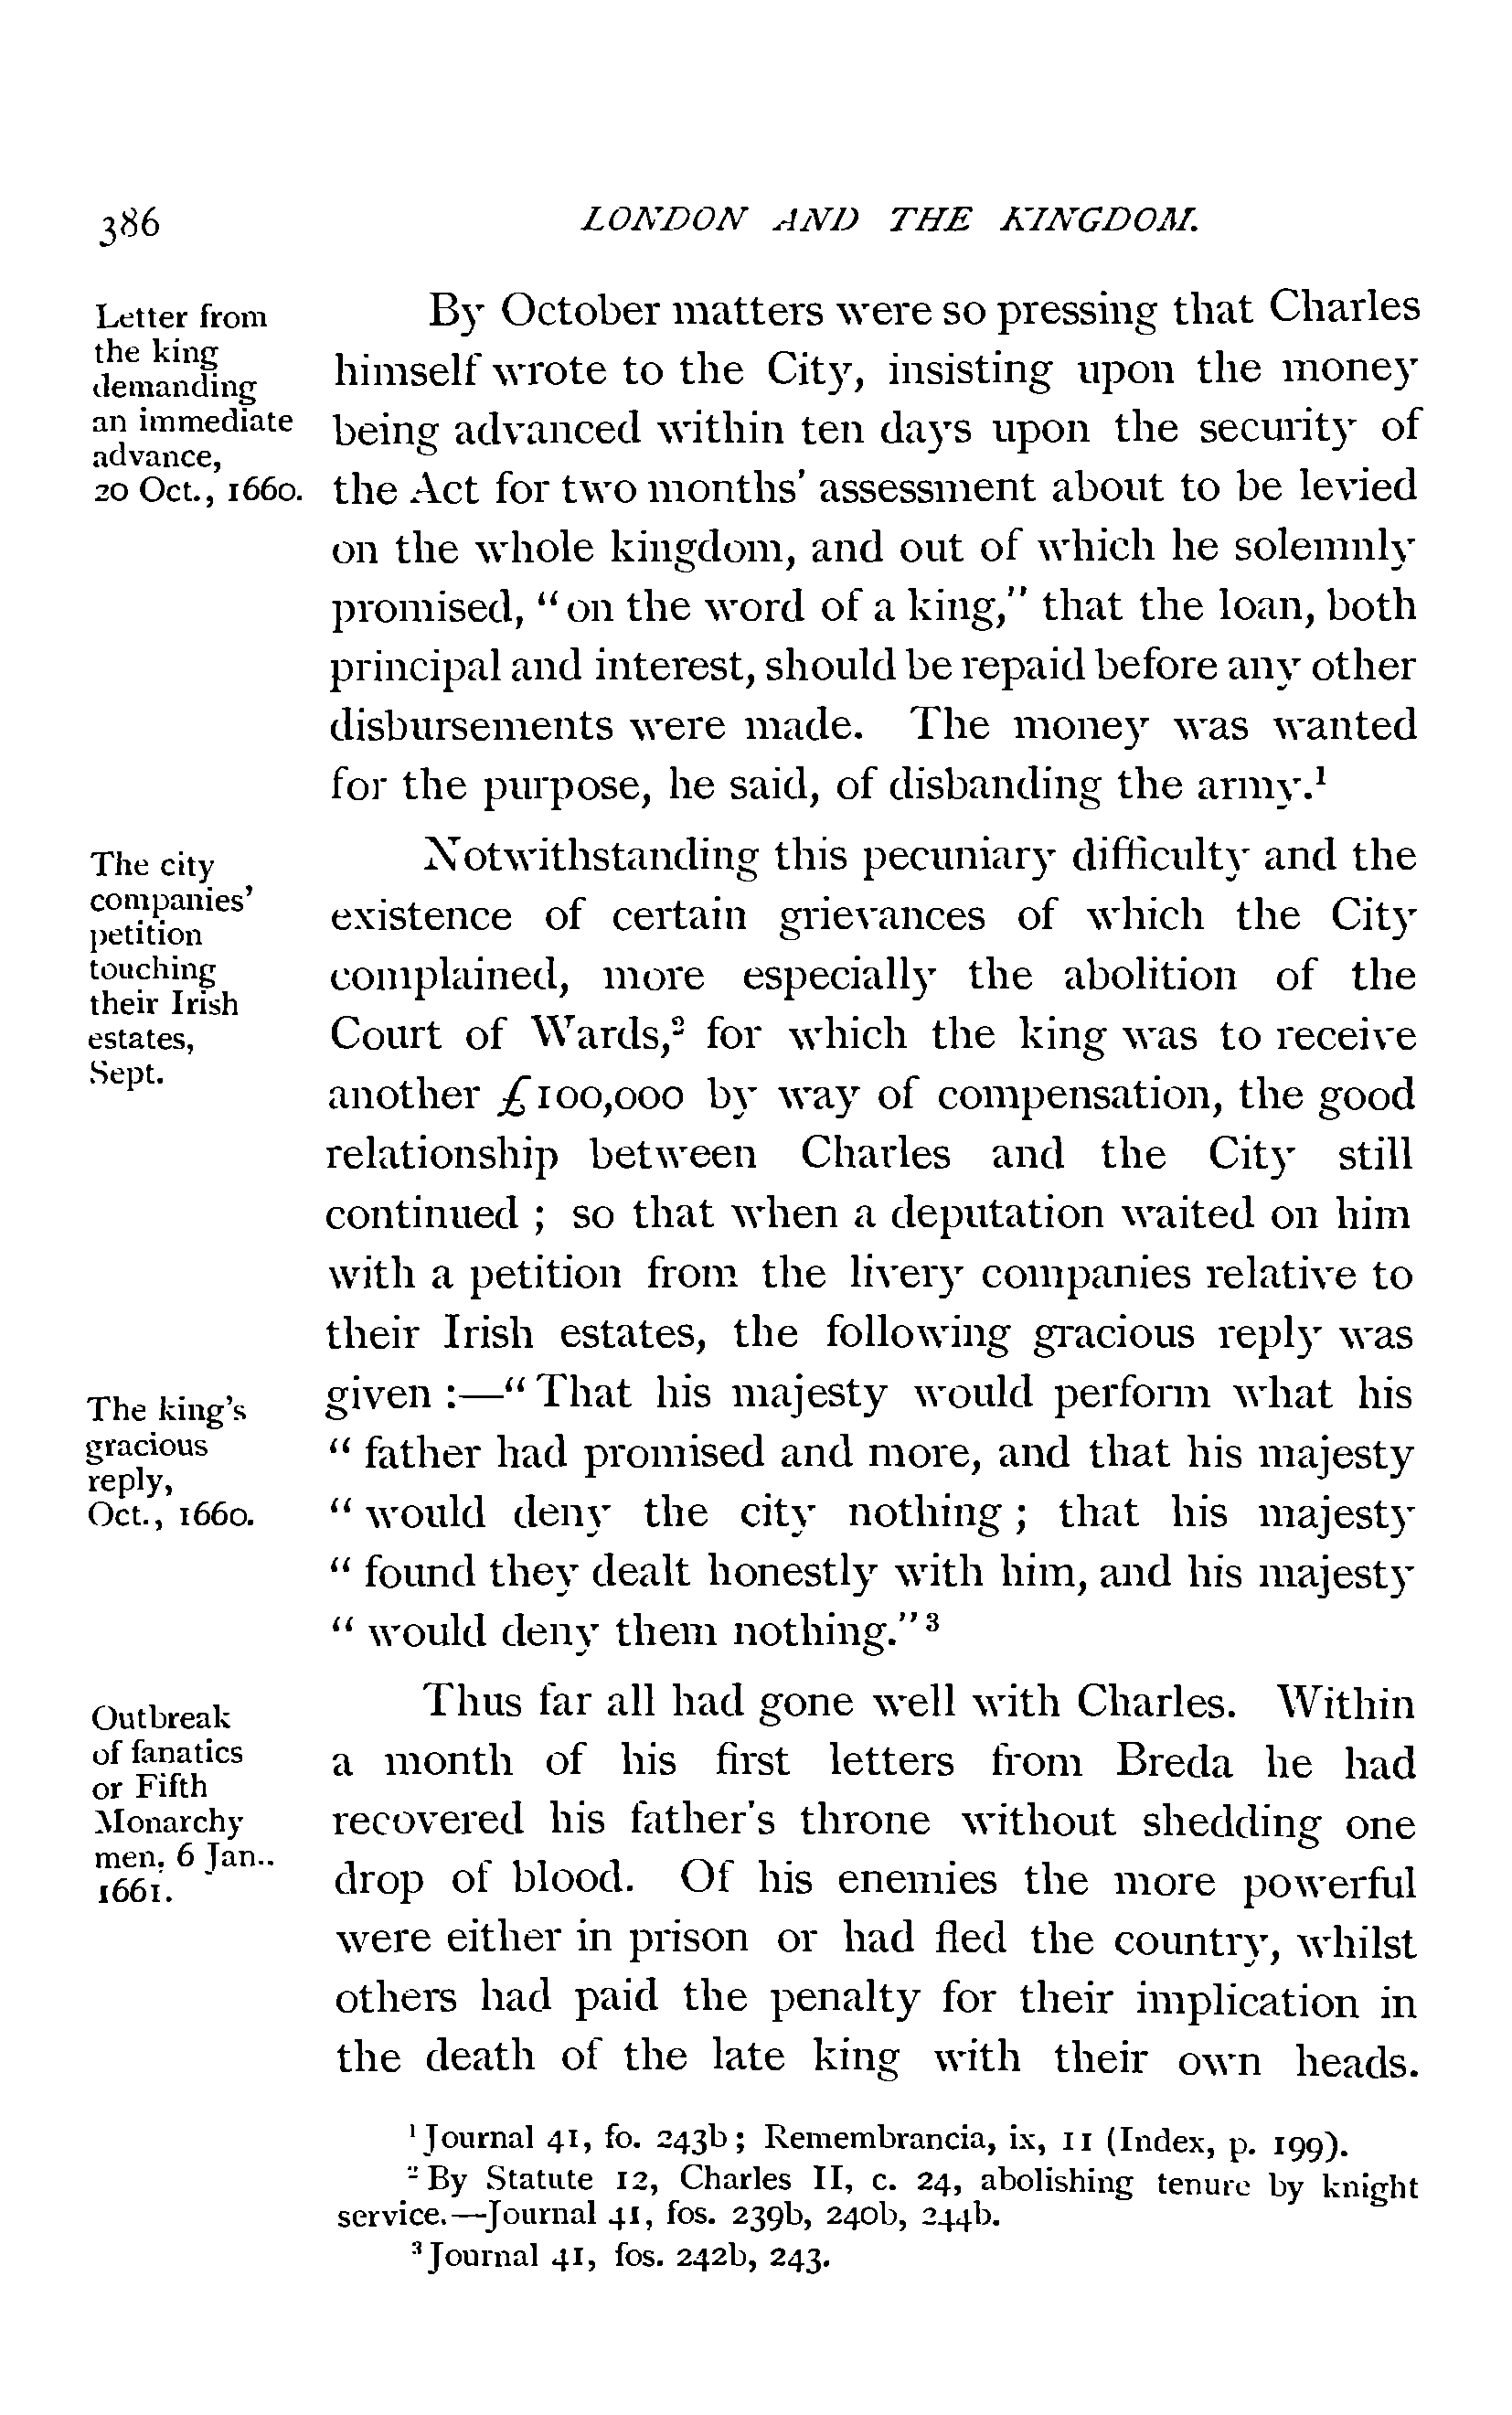 386 LONDON AND THE KINGDOM.
Letter from
the king
demanding
an immediate
advance,
20 Oct., 1660.
By October matters were so pressing that Charles
himself wrote to the City, insisting upon the money
being advanced within ten days upon the security of
the Act for two months' assessment about to be levied
on the whole kingdom, and out of which he solemnly
promised, "on the word of a king," that the loan, both
principal and interest, should be repaid before any other
disbursements were made. The money was wanted
for the purpose, he said, of disbanding the army.¹
The city
companies'
petition
touching
their Irish
estates,
Sept.
Notwithstanding this pecuniary difficulty and the
existence of certain grievances of which the City
complained, more especially the abolition of the
Court of Wards,² for which the king was to receive
another £100,000 by way of compensation, the good
relationship between Charles and the City still
continued ; so that when a deputation waited on him
with a petition from the livery companies relative to
their Irish estates, the following gracious reply was
given :—"That his majesty would perform what his
The king's
gracious
reply,
Oct., 1660.
" father had promised and more, and that his majesty
" would deny the city nothing ; that his majesty
" found they dealt honestly with him, and his majesty
" would deny them nothing."³
Outbreak
of fanatics
or Fifth
Monarchy
men, 6 Jan..
1661.
Thus far all had gone well with Charles. Within
a month of his first letters from Breda he had
recovered his father's throne without shedding one
drop of blood. Of his enemies the more powerful
were either in prison or had fled the country, whilst
others had paid the penalty for their implication in
the death of the late king with their own heads.
¹ Journal 41, fo. 243b; Remembrancia, ix, 11 (Index, p. 199).
² By Statute 12, Charles II, c. 24, abolishing tenure by knight
service.—Journal 41, fos. 239b, 240b, 244b.
³ Journal 41, fos. 242b, 243.